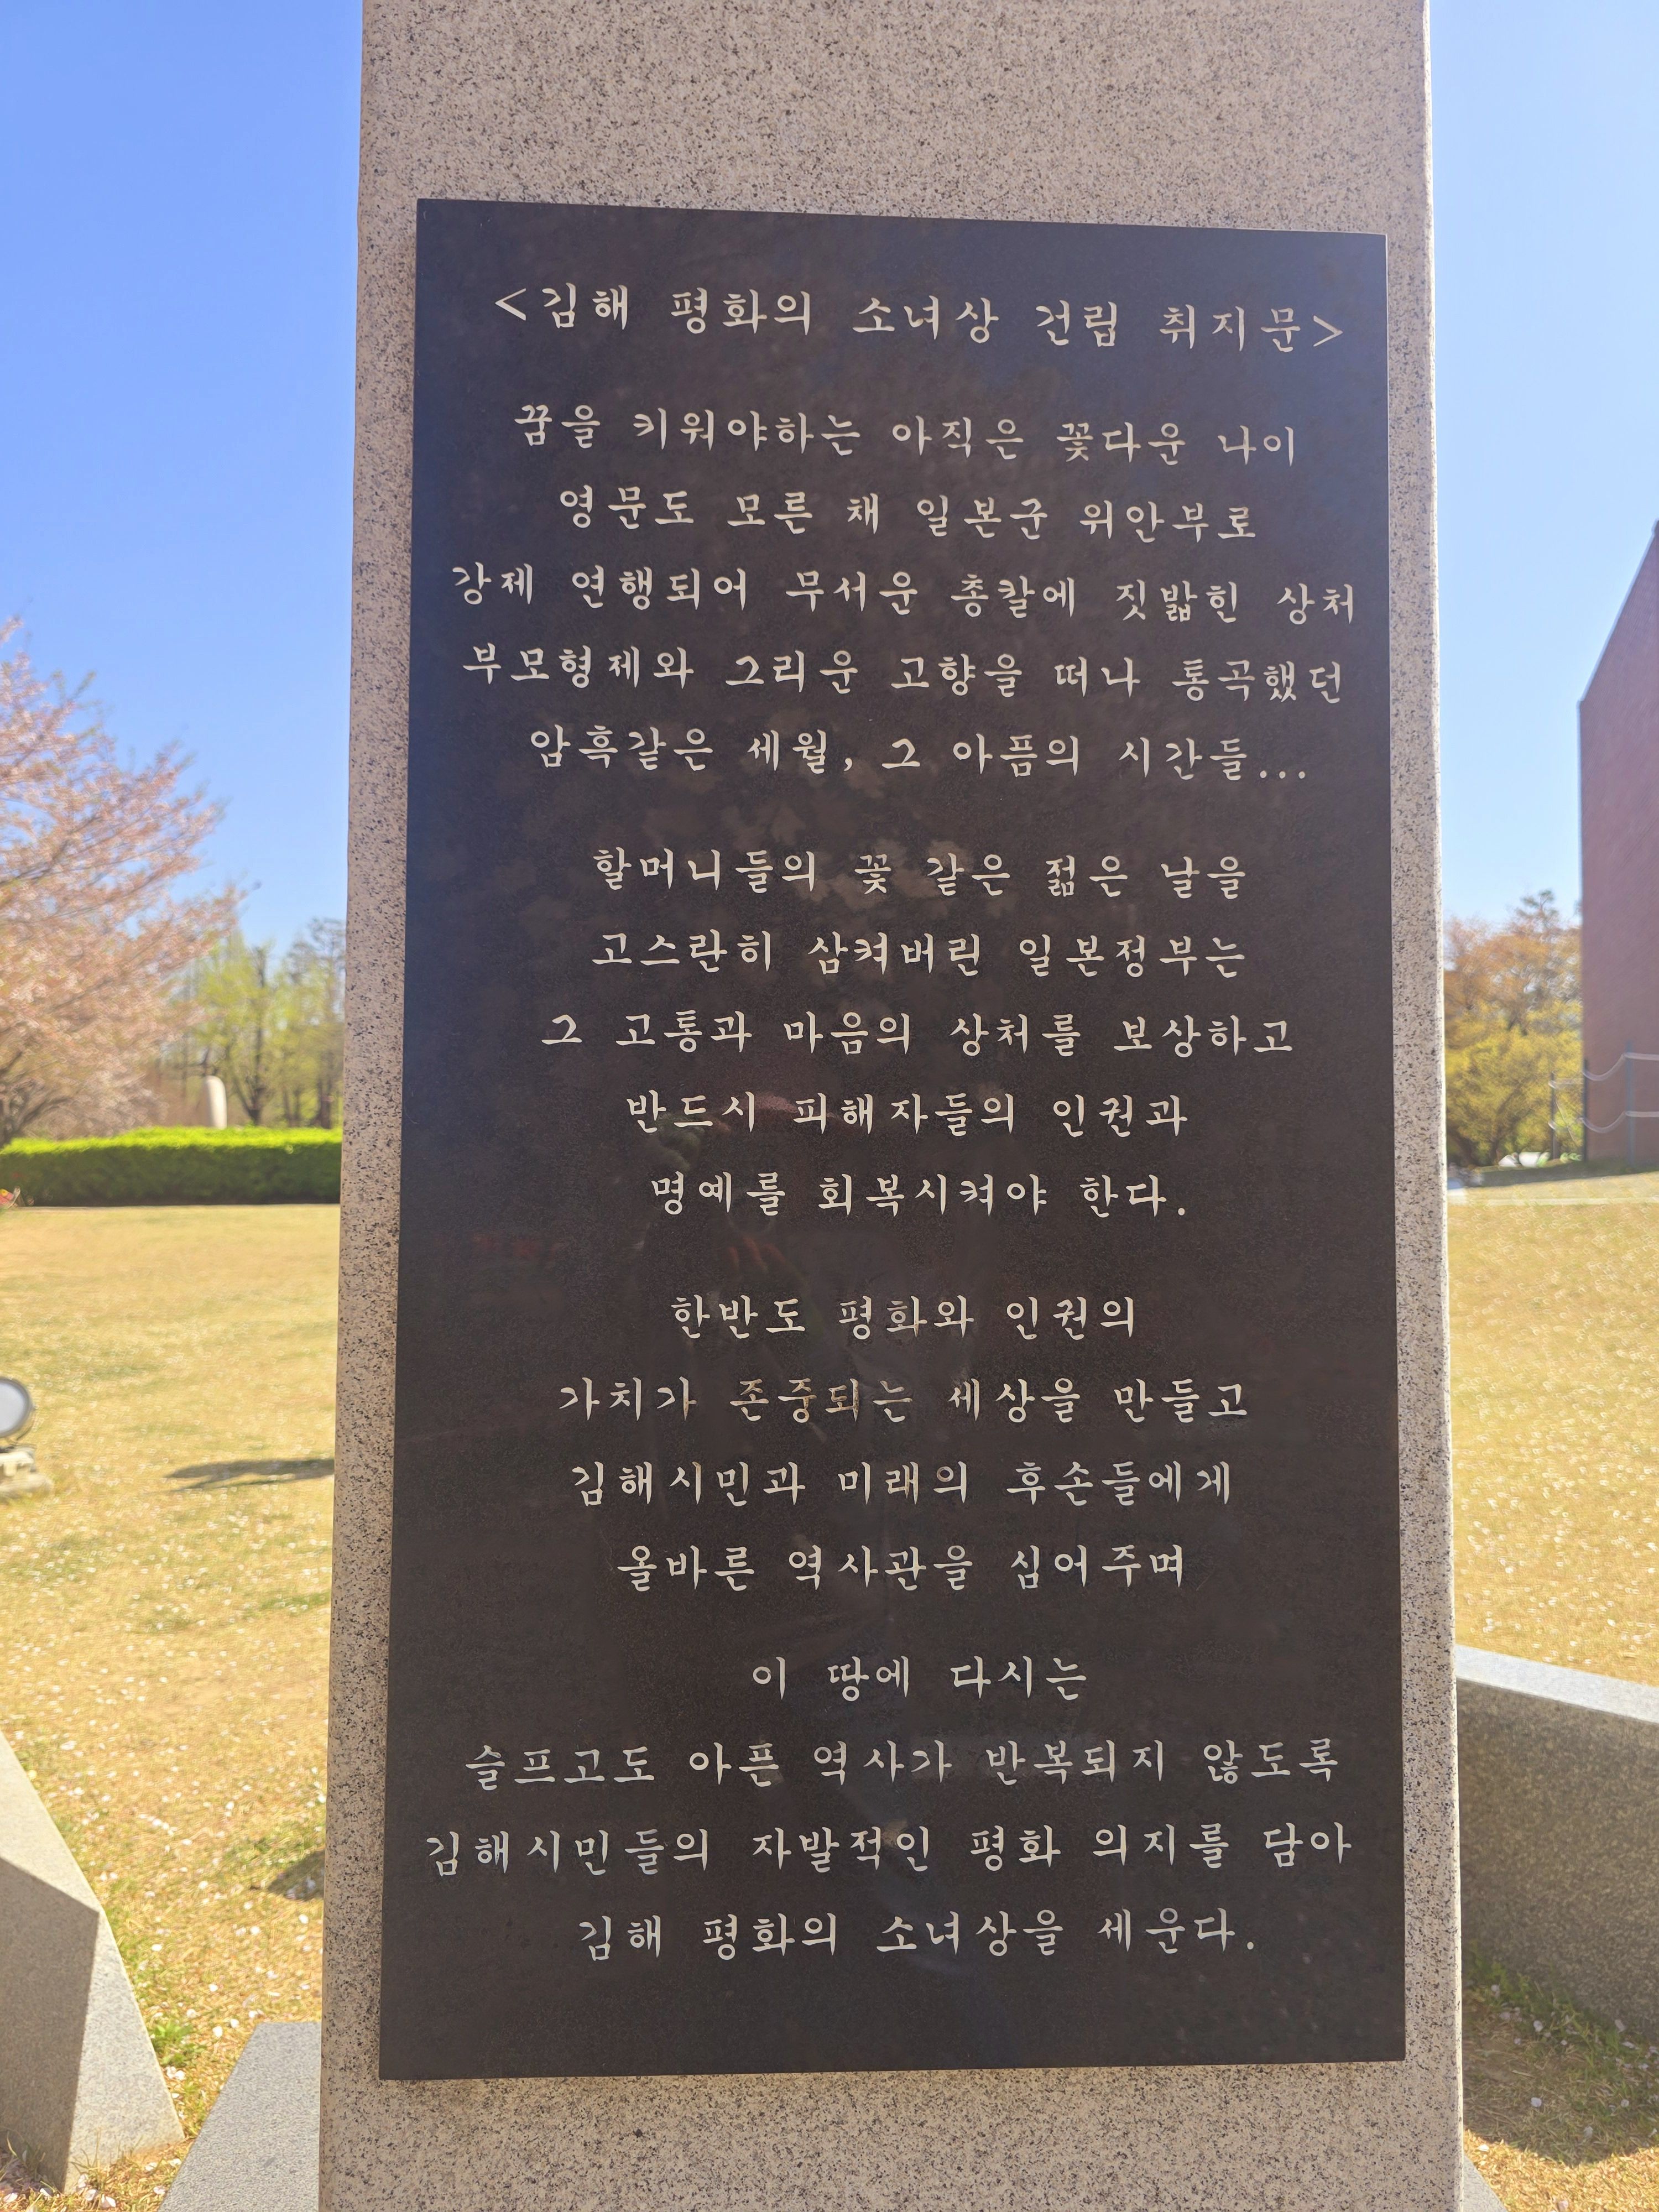 <김해 평화의 소녀상 건립 취지문>
꿈을 키워야하는 아직은 꽃다운 나이
영문도 모른 채 일본군 위안부로
강제 연행되어 무서운 총칼에 짓밟힌 상처
부모형제와 그리운 고향을 떠나 통곡했던
암흑같은 세월, 그 아픔의 시간들...
할머니들의 꽃 같은 젊은 날을
고스란히 삼켜버린 일본정부는
그 고통과 마음의 상처를 보상하고
반드시 피해자들의 인권과
명예를 회복시켜야 한다.
한반도 평화와 인권의
가치가 존중되는 세상을 만들고
김해시민과 미래의 후손들에게
올바른 역사관을 심어주며
이 땅에 다시는
슬프고도 아픈 역사가 반복되지 않도록
김해시민들의 자발적인 평화 의지를 담아
김해 평화의 소녀상을 세운다.